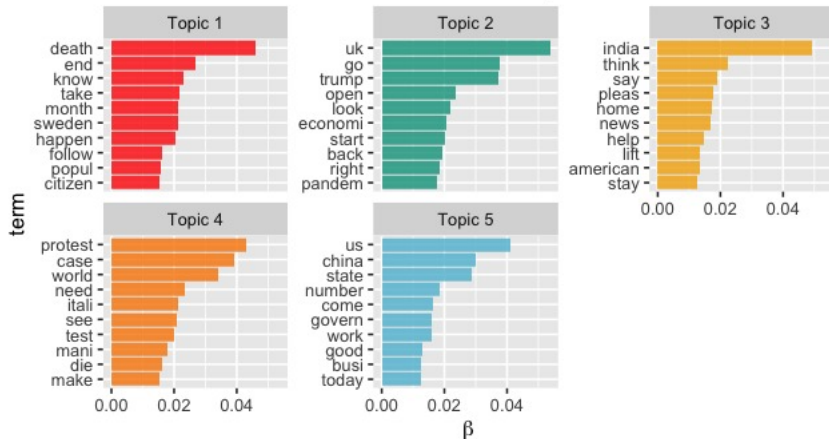 Topic 1
death
end
know
take
month
sweden
happen
follow
popul
citizen
Topic 2
uk
go
trump
open
look
economi
start
back
right
pandem
Topic 3
india
think
say
pleas
home
news
help
lift
american
stay
0.00 0.02 0.04
term
Topic 4
protest
case
world
need
itali
see
test
mani
die
make
0.00 0.02 0.04
Topic 5
us
china
state
number
come
govern
work
good
busi
today
0.00 0.02 0.04
β